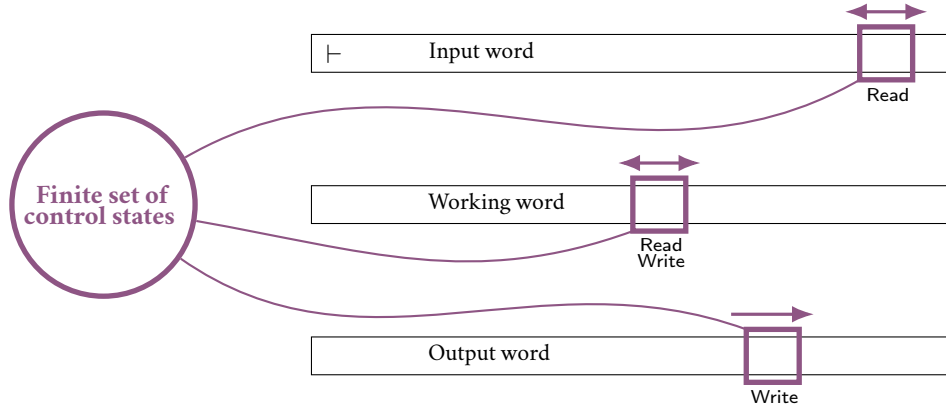 ⊢ Input word
Read
Finite set of
control states
Working word
Read
Write
Output word
Write